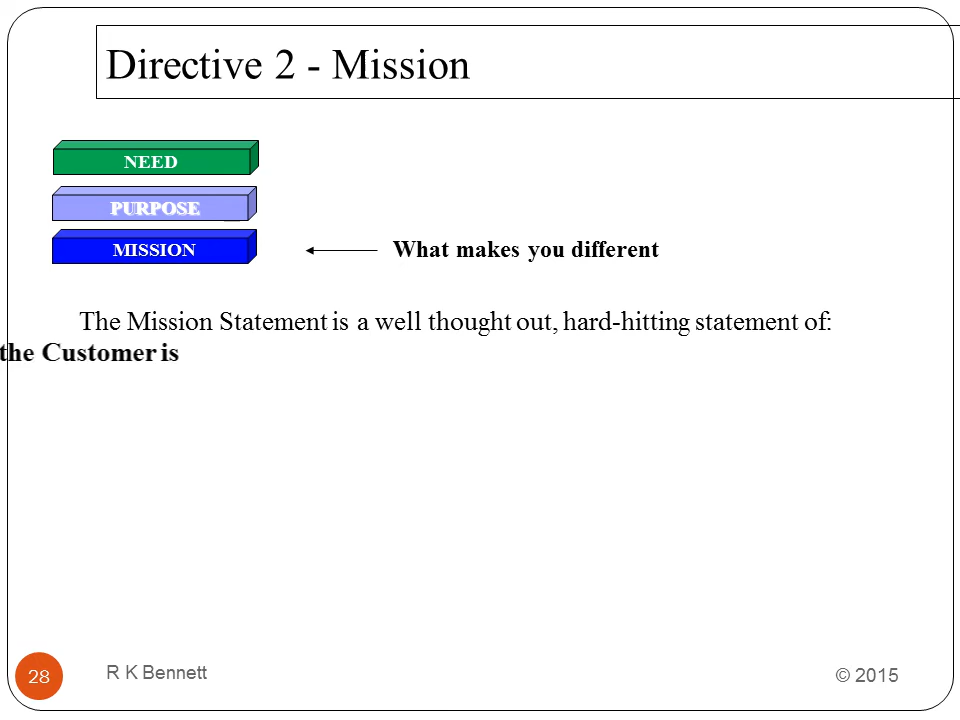 Directive 2 - Mission
NEED
PURPOSE
MISSION
What makes you different
The Mission Statement is a well thought out, hard-hitting statement of:
the Customer is
28
R K Bennett
© 2015